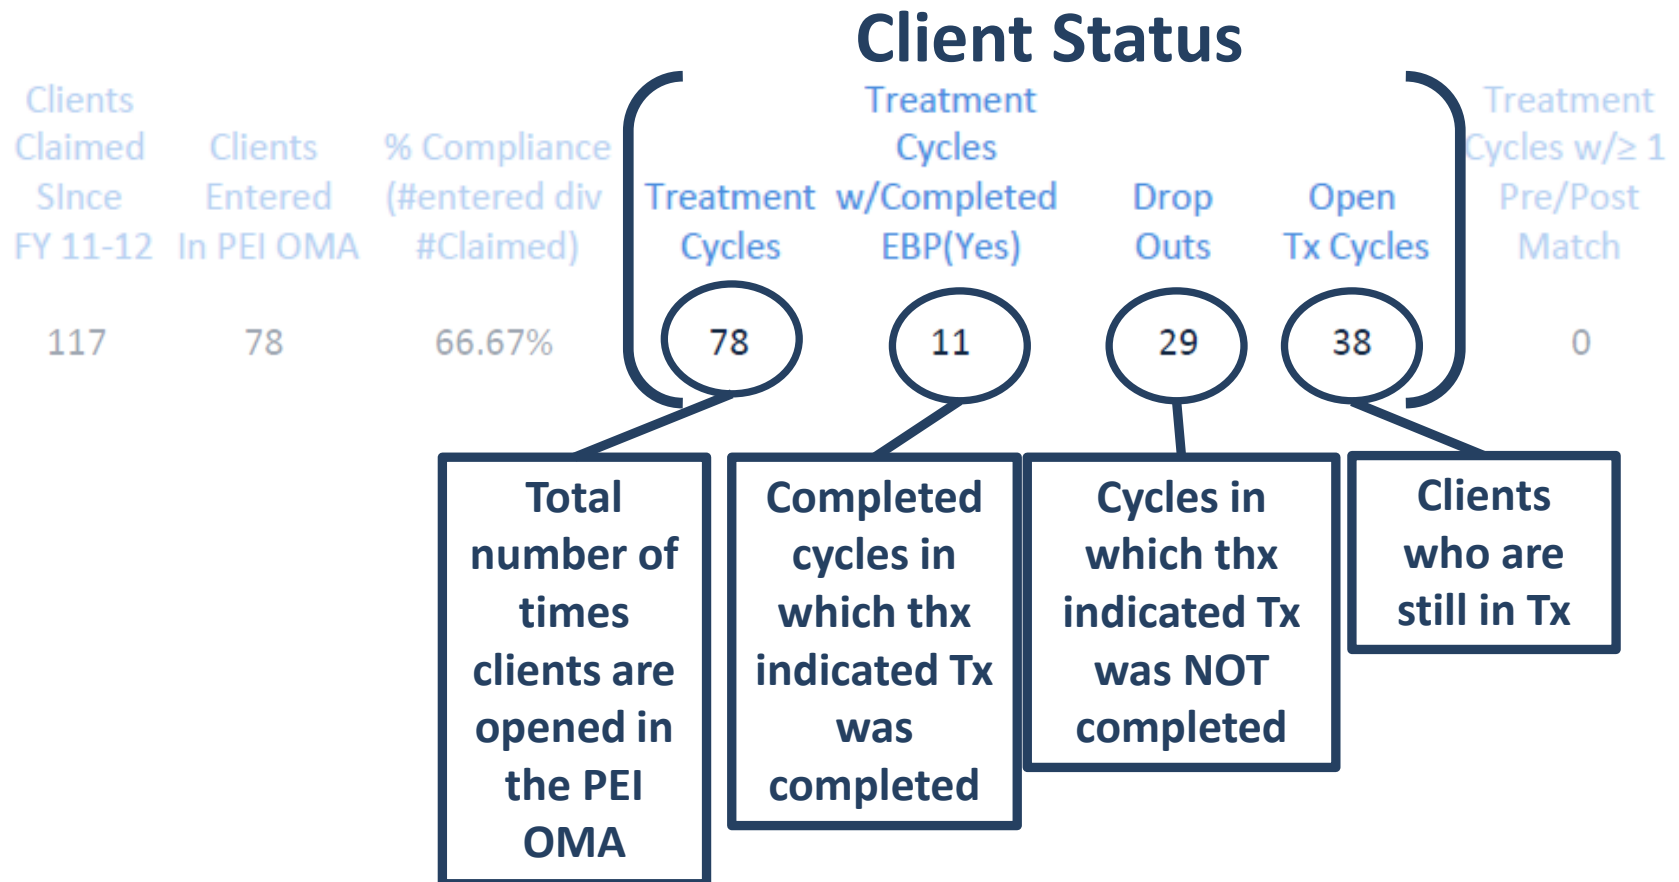 Client Status
Clients
Claimed
SInce
FY 11-12
Clients
Entered
In PEI OMA
% Compliance
(#entered div
#Claimed)
Treatment
Cycles
Treatment
Cycles
w/Completed
EBP(Yes)
Drop
Outs
Open
Tx Cycles
Treatment
Cycles w/≥ 1
Pre/Post
Match
117
78
66.67%
78
11
29
38
0
Total
number of
times
clients are
opened in
the PEI
OMA
Completed
cycles in
which thx
indicated Tx
was
completed
Cycles in
which thx
indicated Tx
was NOT
completed
Clients
who are
still in Tx